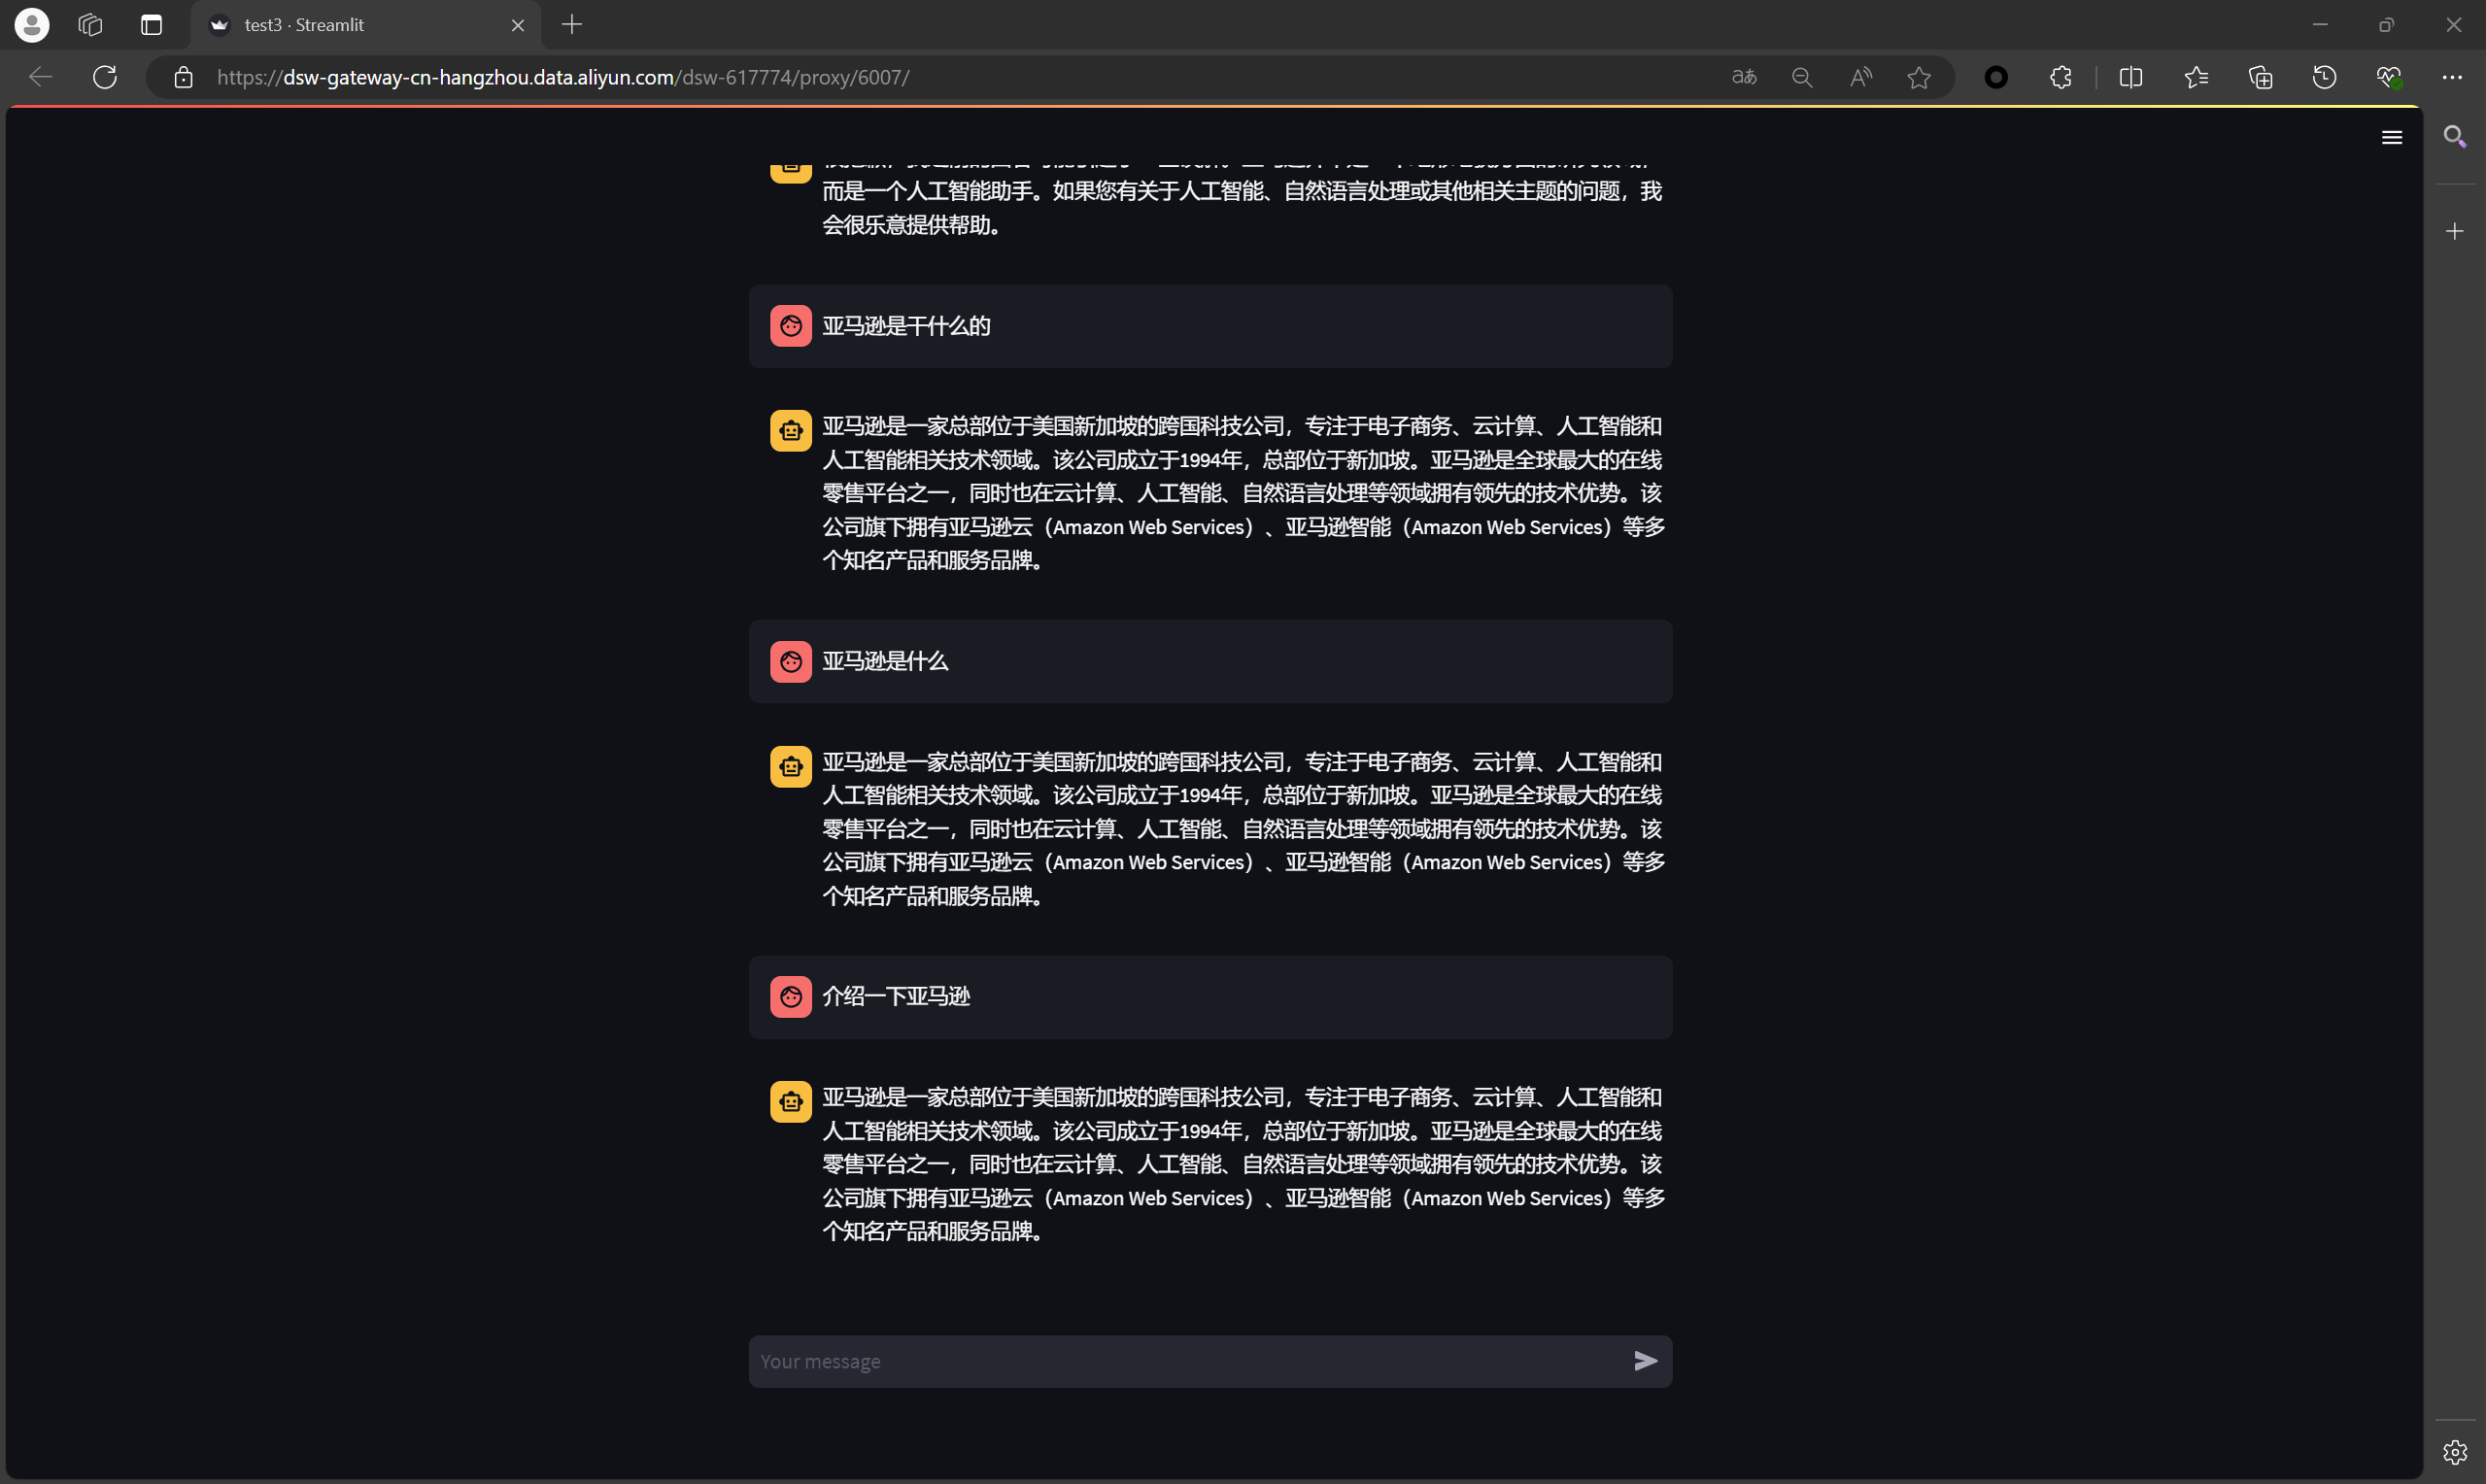 test3 · Streamlit
https://dsw-gateway-cn-hangzhou.data.aliyun.com/dsw-617774/proxy/6007/
而是一个人工智能助手。如果您有关于人工智能、自然语言处理或其他相关主题的问题，我
会很乐意提供帮助。
亚马逊是干什么的
亚马逊是一家总部位于美国新加坡的跨国科技公司，专注于电子商务、云计算、人工智能和
人工智能相关技术领域。该公司成立于1994年，总部位于新加坡。亚马逊是全球最大的在线
零售平台之一，同时也在云计算、人工智能、自然语言处理等领域拥有领先的技术优势。该
公司旗下拥有亚马逊云（Amazon Web Services）、亚马逊智能（Amazon Web Services）等多
个知名产品和服务品牌。
亚马逊是什么
亚马逊是一家总部位于美国新加坡的跨国科技公司，专注于电子商务、云计算、人工智能和
人工智能相关技术领域。该公司成立于1994年，总部位于新加坡。亚马逊是全球最大的在线
零售平台之一，同时也在云计算、人工智能、自然语言处理等领域拥有领先的技术优势。该
公司旗下拥有亚马逊云（Amazon Web Services）、亚马逊智能（Amazon Web Services）等多
个知名产品和服务品牌。
介绍一下亚马逊
亚马逊是一家总部位于美国新加坡的跨国科技公司，专注于电子商务、云计算、人工智能和
人工智能相关技术领域。该公司成立于1994年，总部位于新加坡。亚马逊是全球最大的在线
零售平台之一，同时也在云计算、人工智能、自然语言处理等领域拥有领先的技术优势。该
公司旗下拥有亚马逊云（Amazon Web Services）、亚马逊智能（Amazon Web Services）等多
个知名产品和服务品牌。
Your message